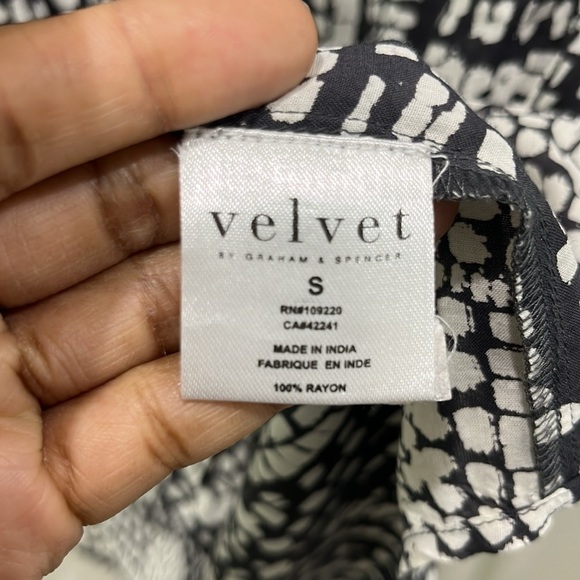 velvet
BY GRAHAM & SPENCER
S
RN#109220
CA#42241
MADE IN INDIA
FABRIQUE EN INDE
100% RAYON